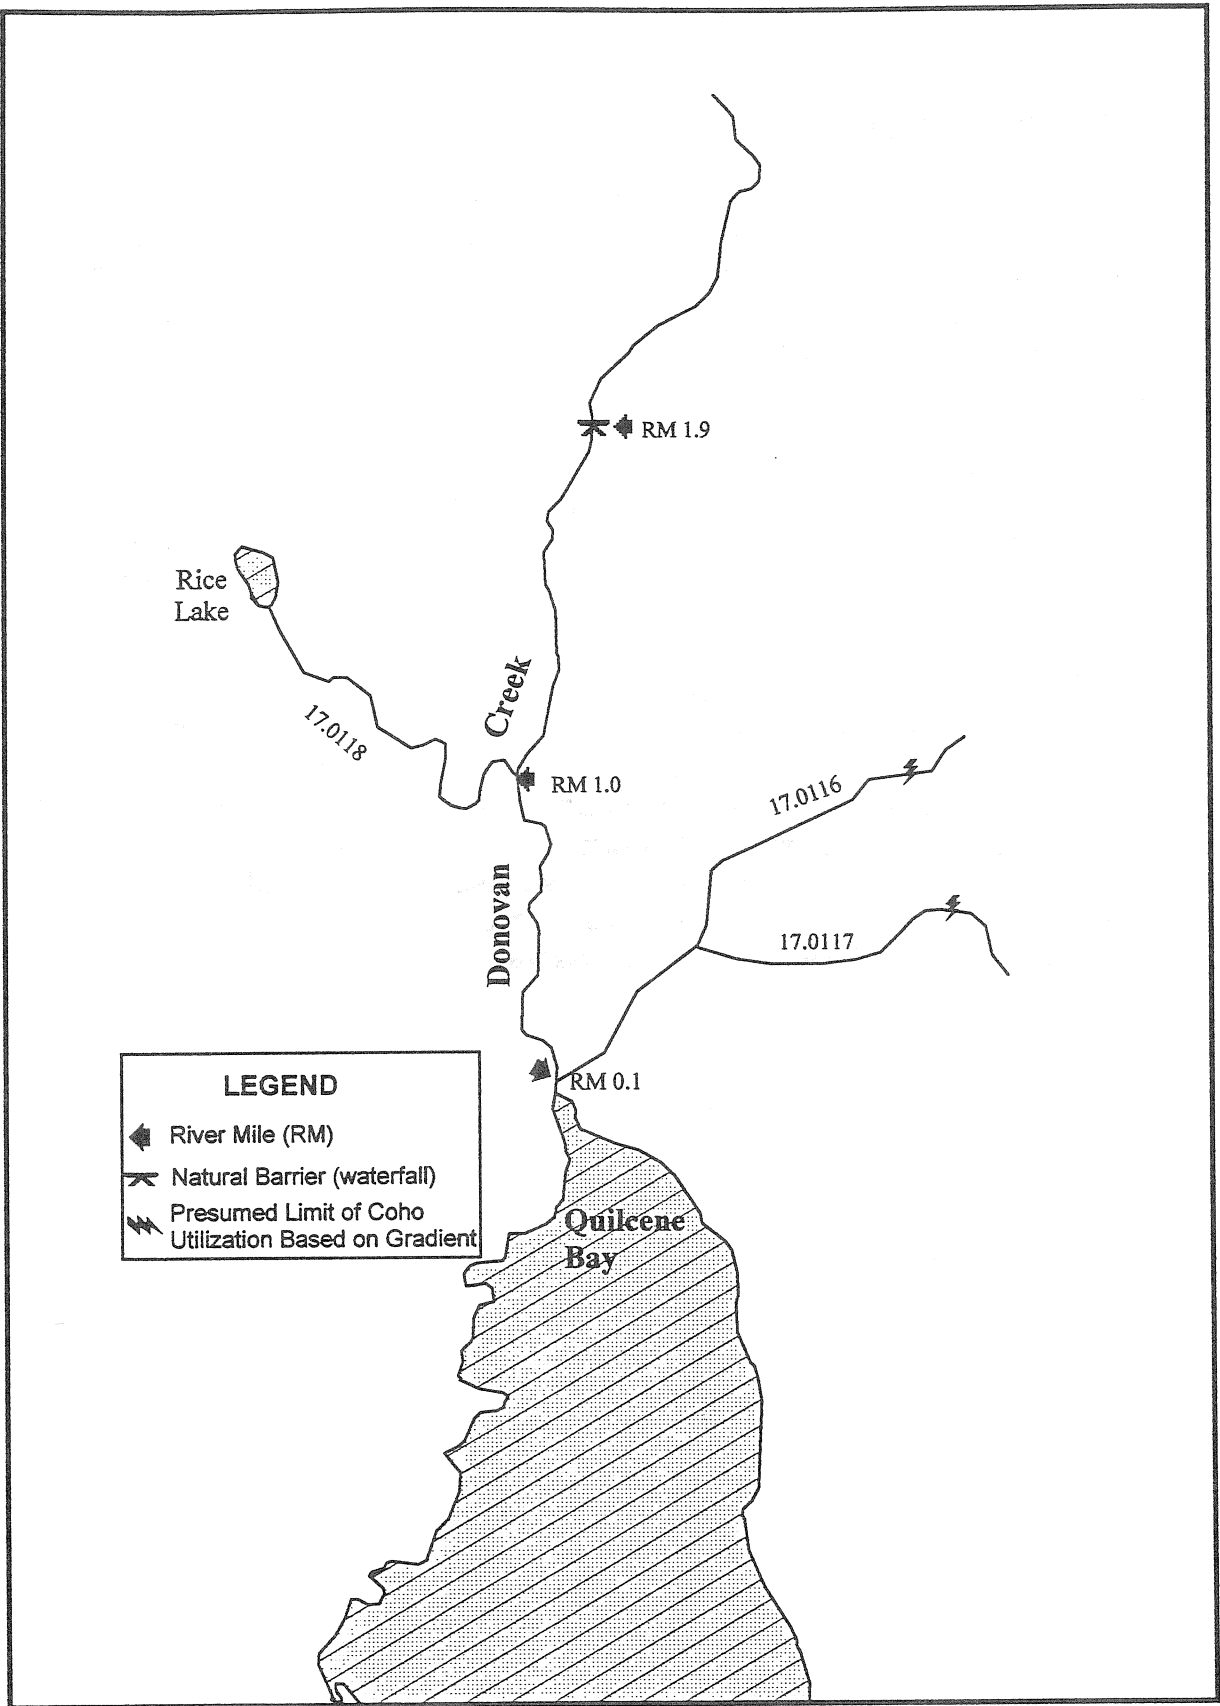 RM 1.9
Rice
Lake
Creek
17.0118
RM 1.0
17.0116
Donovan
17.0117
RM 0.1
LEGEND
River Mile (RM)
Natural Barrier (waterfall)
Presumed Limit of Coho
Utilization Based on Gradient
Quilcene
Bay